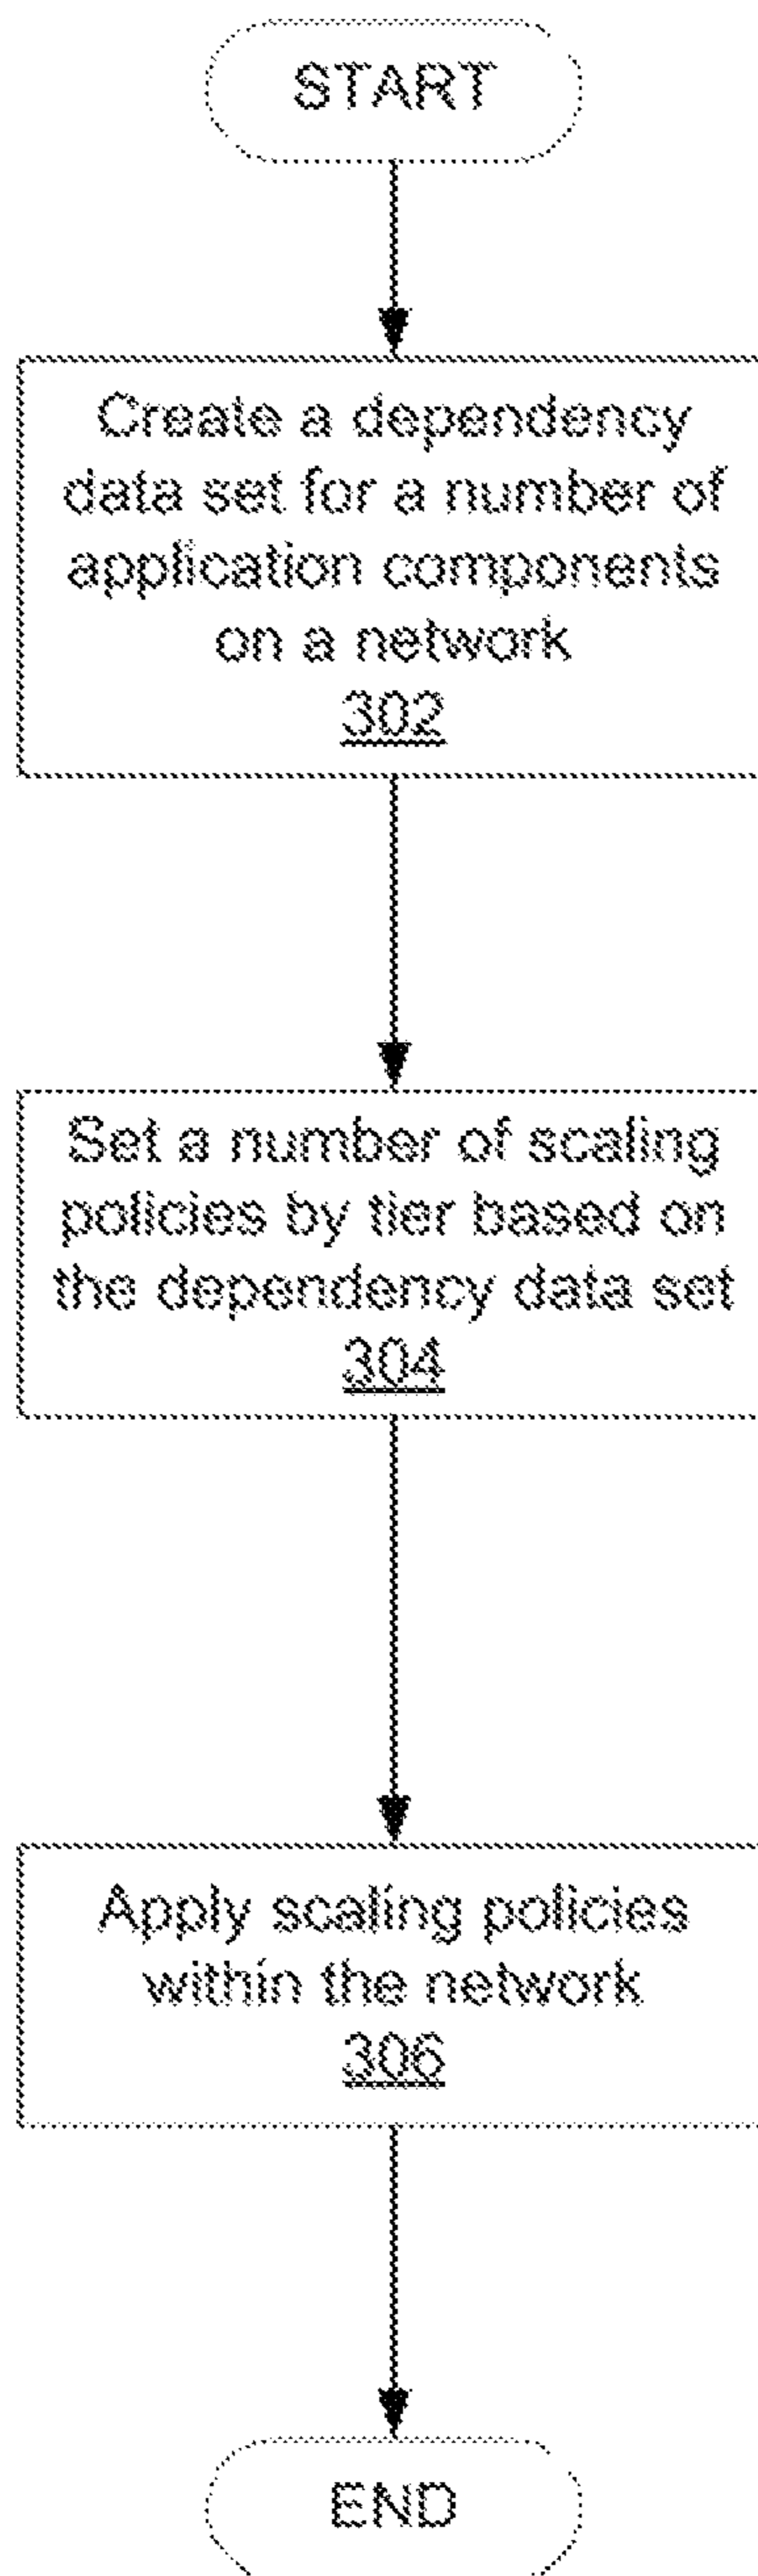 START
Create a dependency
data set for a number of
application components
on a network
302
Set a number of scaling
policies by tier based on
the dependency data set
304
Apply scaling policies
within the network
306
END